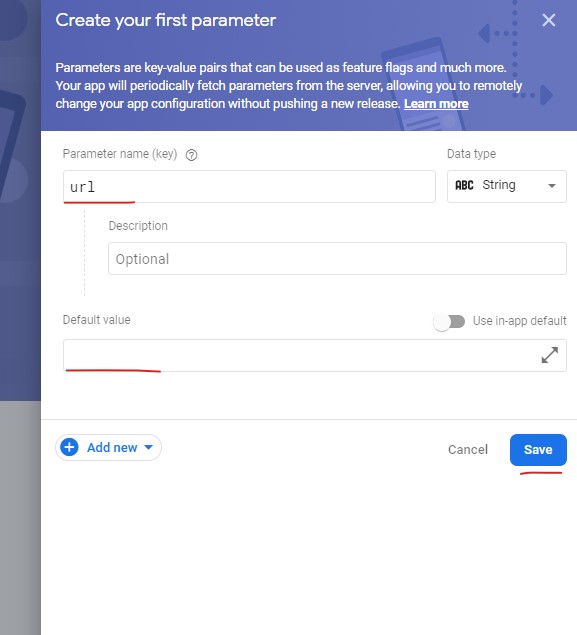 Create your first parameter
Parameters are key-value pairs that can be used as feature flags and much more.
Your app will periodically fetch parameters from the server, allowing you to remotely
change your app configuration without pushing a new release. Learn more
Parameter name (key) ?
Data type
url
ABC String
Description
Optional
Default value
Use in-app default
Add new
Cancel
Save